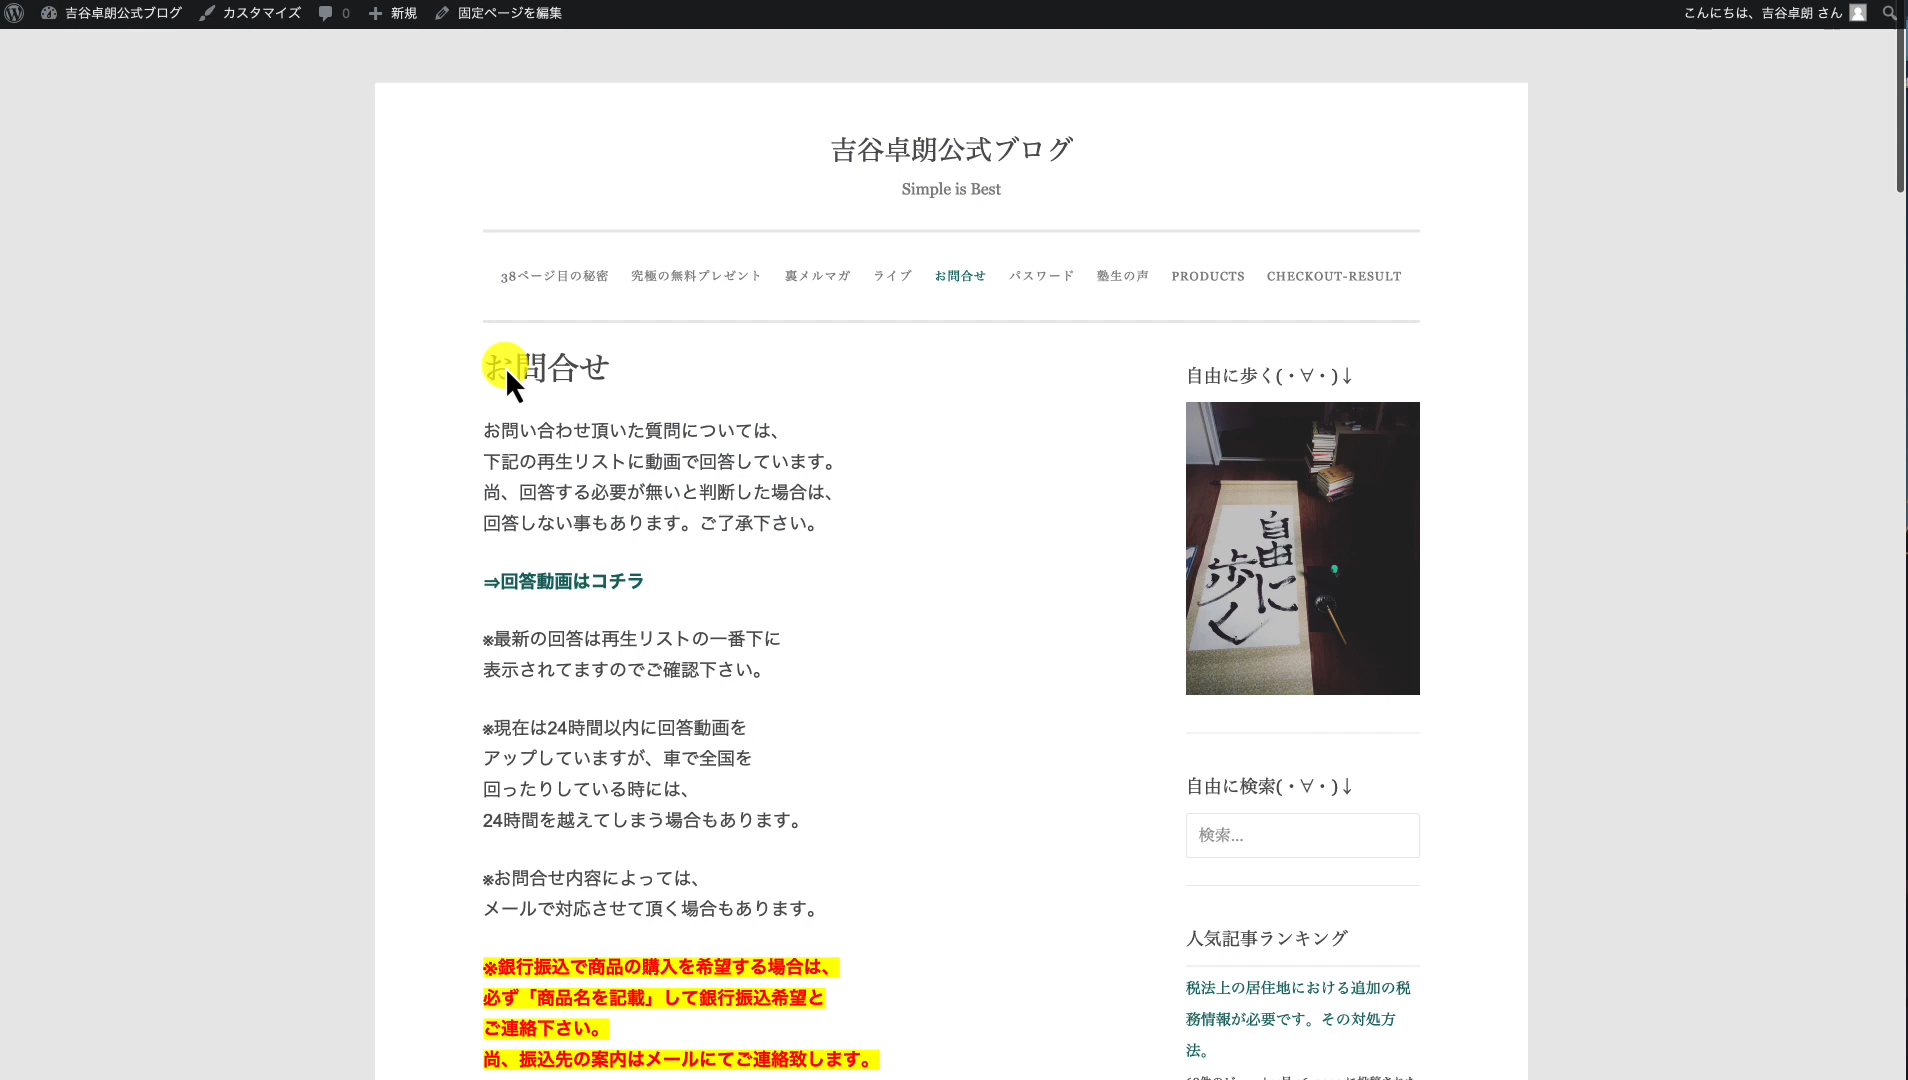 吉谷卓朗公式ブログ カスタマイズ 0 新規 固定ページを編集 こんにちは、吉谷卓朗 さん
吉谷卓朗公式ブログ
Simple is Best
38ページ目の秘密 究極の無料プレゼント 裏メルマガ ライブ お問合せ パスワード 塾生の声 PRODUCTS CHECKOUT-RESULT
お問合せ
お問い合わせ頂いた質問については、
下記の再生リストに動画で回答しています。
尚、回答する必要が無いと判断した場合は、
回答しない事もあります。ご了承下さい。
⇒回答動画はコチラ
※最新の回答は再生リストの一番下に
表示されてますのでご確認下さい。
※現在は24時間以内に回答動画を
アップしていますが、車で全国を
回ったりしている時には、
24時間を越えてしまう場合もあります。
※お問合せ内容によっては、
メールで対応させて頂く場合もあります。
※銀行振込で商品の購入を希望する場合は、
必ず「商品名を記載」して銀行振込希望と
ご連絡下さい。
尚、振込先の案内はメールにてご連絡致します。
自由に歩く(・∀・)↓
自由に
歩く
自由に検索(・∀・)↓
検索...
人気記事ランキング
税法上の居住地における追加の税
務情報が必要です。その対処方
法。